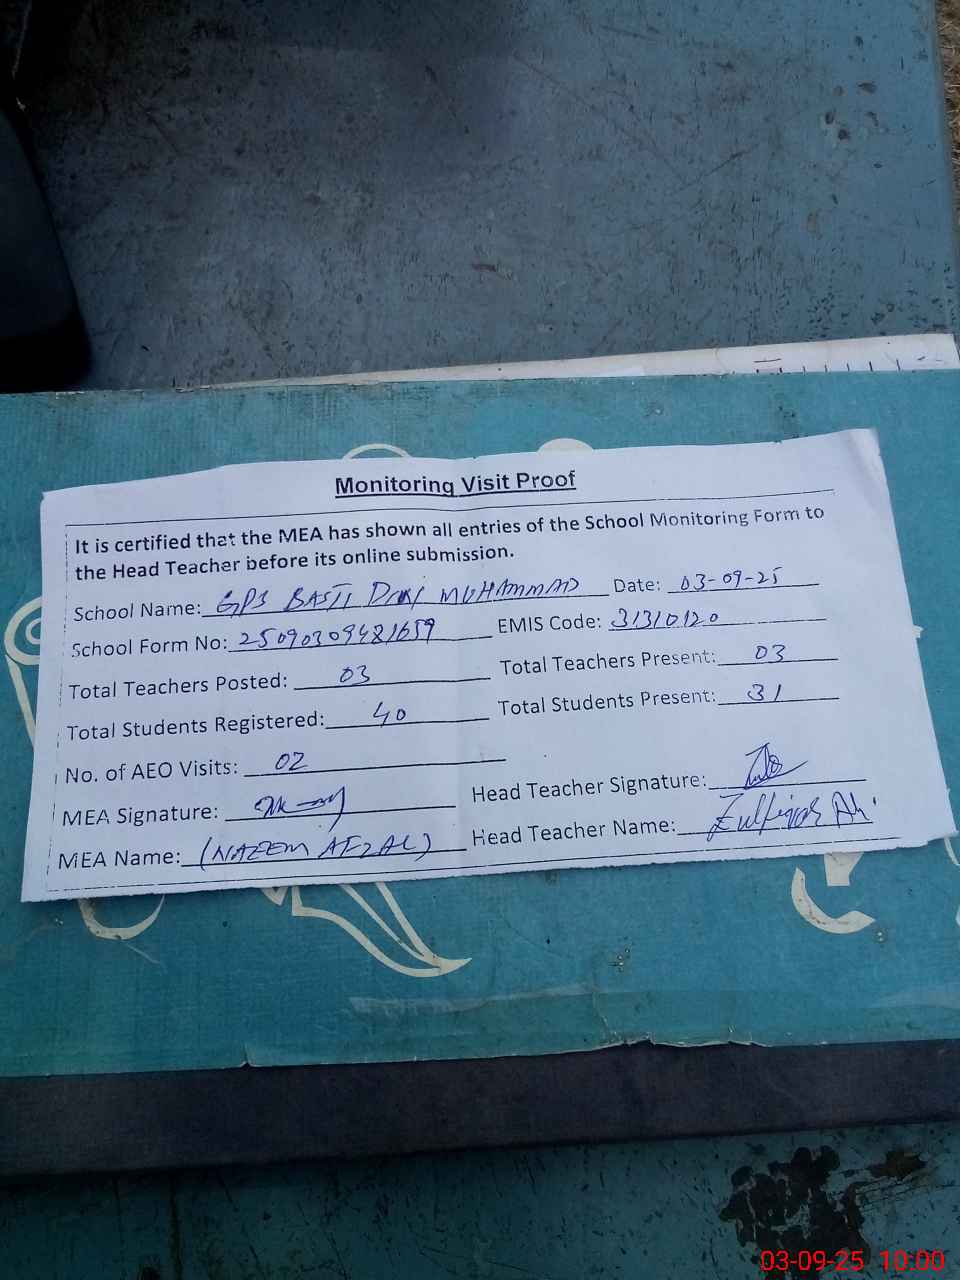 Monitoring Visit Proof
It is certified that the MEA has shown all entries of the School Monitoring Form to
the Head Teacher before its online submission.
School Name: GPS BASTI MUHAMMAD Date: 03-09-25
School Form No: 25090309481659 EMIS Code: 31310120
Total Teachers Posted: 03 Total Teachers Present: 03
Total Students Registered: 40 Total Students Present: 31
No. of AEO Visits: 02
MEA Signature: Head Teacher Signature:
MEA Name: (NAEEM AFZAL) Head Teacher Name: Zulfiqar Ali
03-09-25 10:00